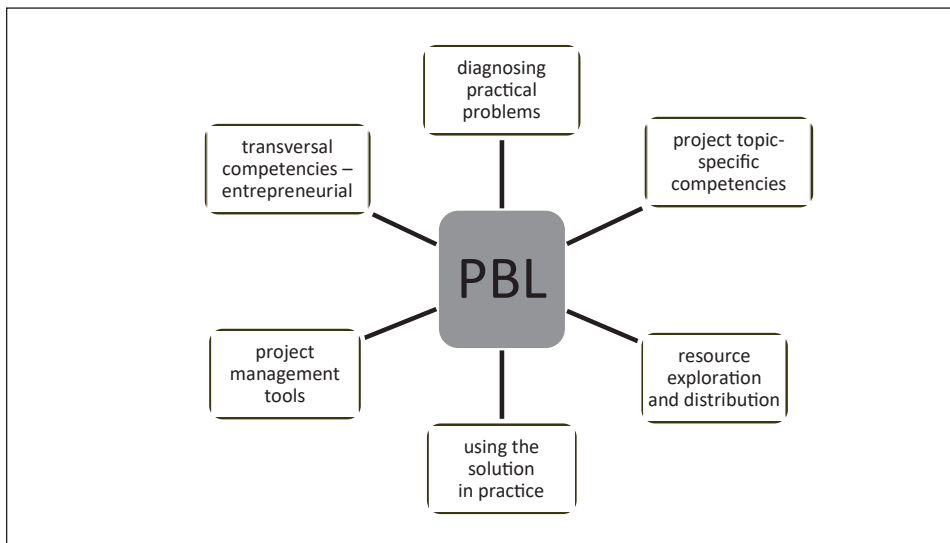 diagnosing
practical
problems
project topic-
specific
competencies
resource
exploration
and distribution
using the
solution
in practice
project
management
tools
transversal
competencies –
entrepreneurial
PBL